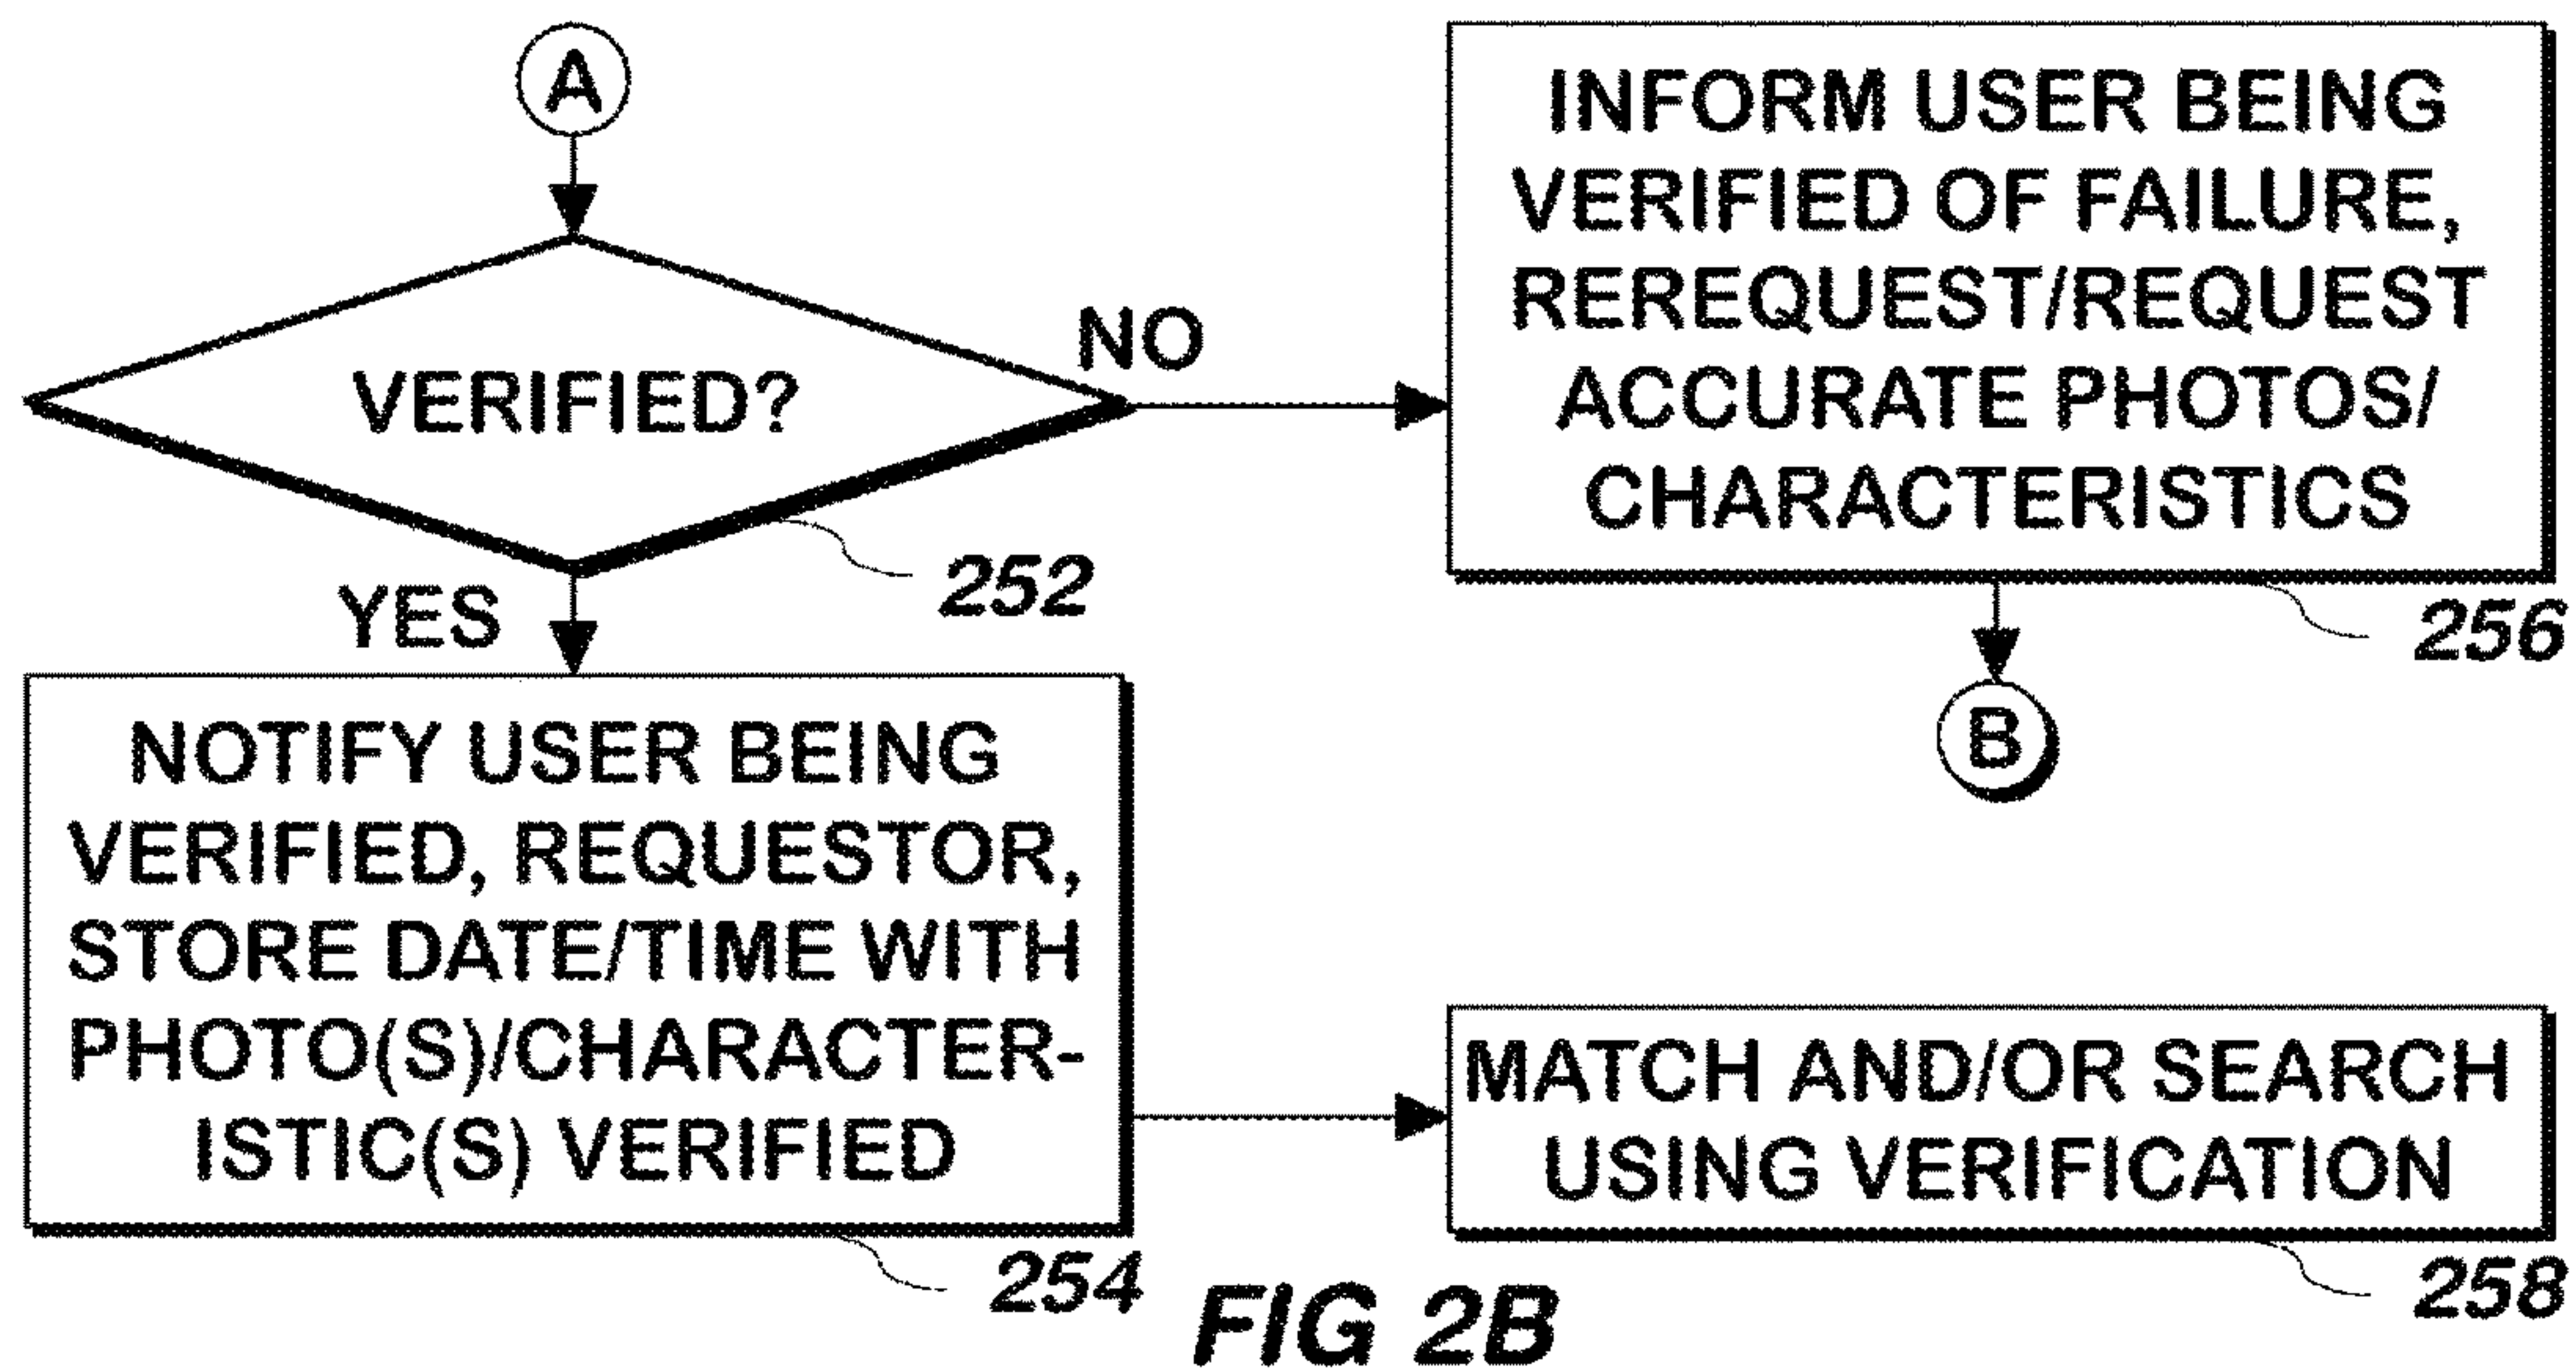 A
VERIFIED?
NO
YES
252
INFORM USER BEING
VERIFIED OF FAILURE,
REREQUEST/REQUEST
ACCURATE PHOTOS/
CHARACTERISTICS
256
B
NOTIFY USER BEING
VERIFIED, REQUESTOR,
STORE DATE/TIME WITH
PHOTO(S)/CHARACTER-
ISTIC(S) VERIFIED
254
MATCH AND/OR SEARCH
USING VERIFICATION
258
FIG 2B